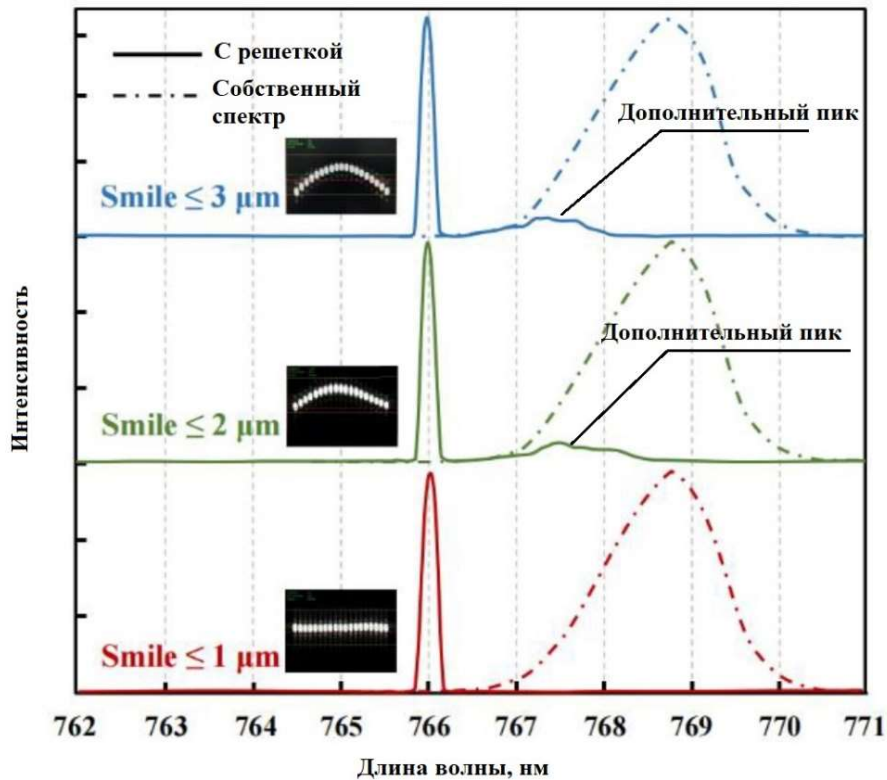 С решеткой
Собственный
спектр
Дополнительный пик
Smile ≤ 3 μm
Дополнительный пик
Smile ≤ 2 μm
Интенсивность
Smile ≤ 1 μm
762 763 764 765 766 767 768 769 770 771
Длина волны, нм